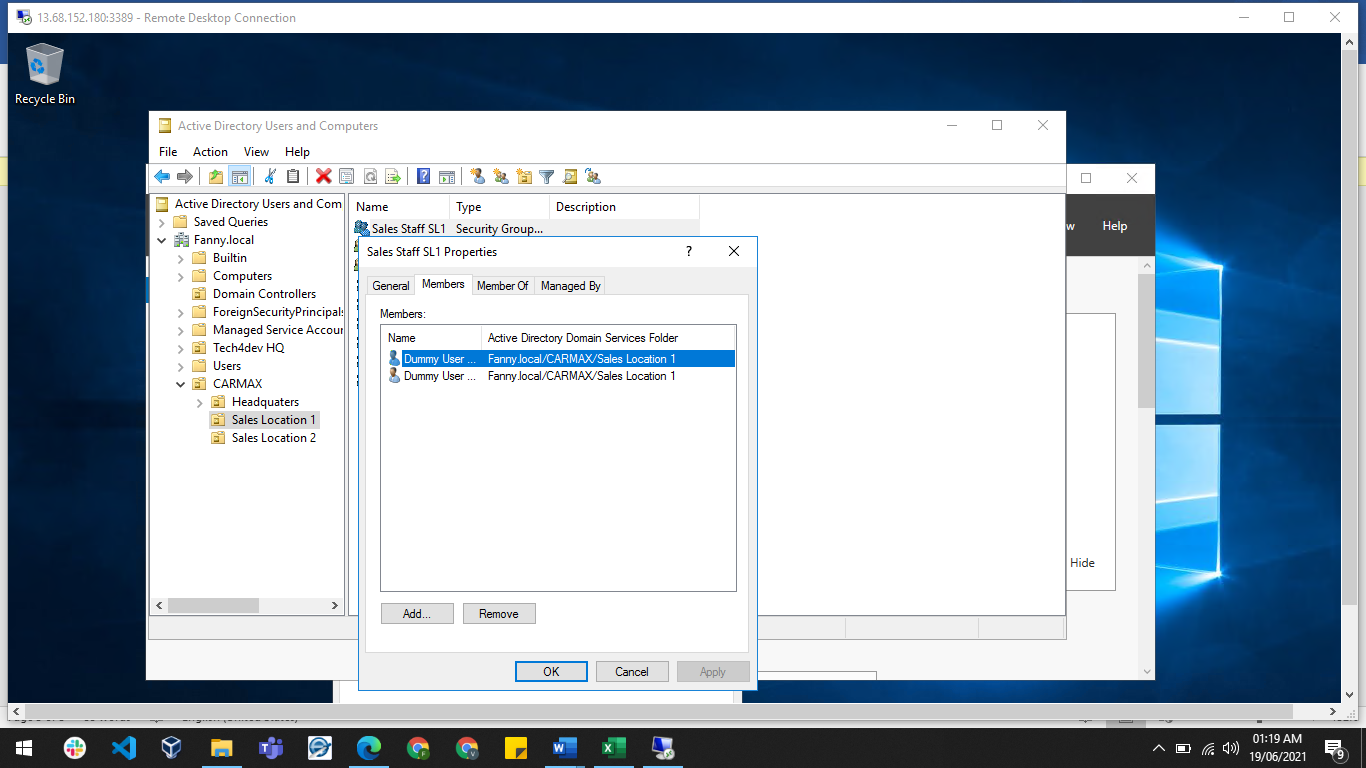 13.68.152.180:3389 - Remote Desktop Connection
Recycle Bin
Active Directory Users and Computers
File Action View Help
Active Directory Users and Com
Saved Queries
Fanny.local
Builtin
Computers
Domain Controllers
ForeignSecurityPrincipals
Managed Service Accour
Tech4dev HQ
Users
CARMAX
Headquaters
Sales Location 1
Sales Location 2
Name Type Description
Sales Staff SL1 Security Group...
w Help
Hide
Sales Staff SL1 Properties
?
General Members Member Of Managed By
Members:
Name Active Directory Domain Services Folder
Dummy User ... Fanny.local/CARMAX/Sales Location 1
Dummy User ... Fanny.local/CARMAX/Sales Location 1
Add... Remove
OK Cancel Apply
01:19 AM
19/06/2021
9